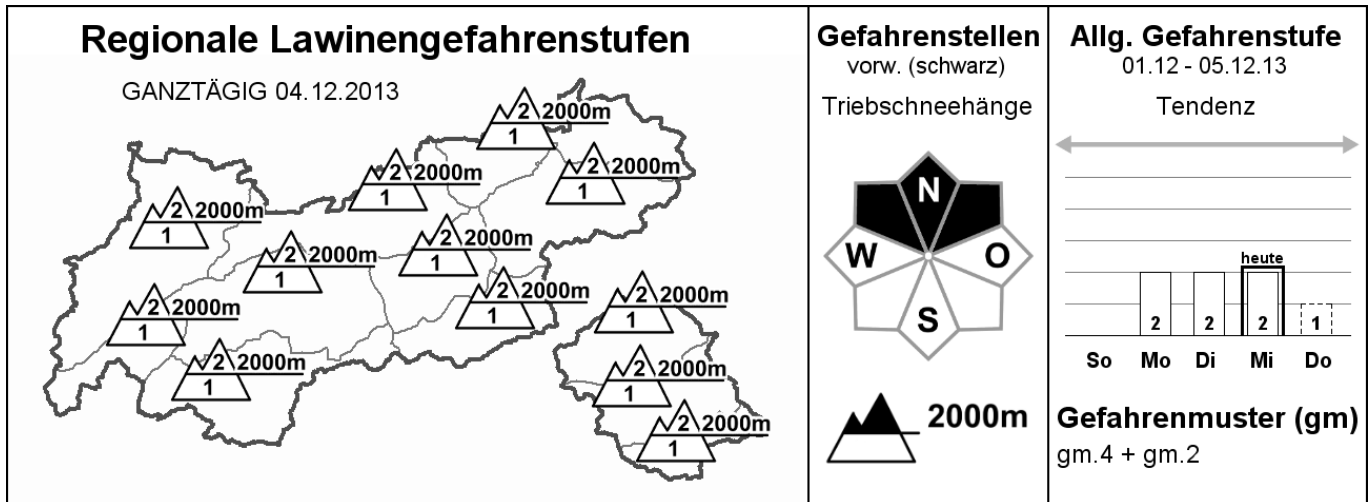 Regionale Lawinengefahrenstufen
GANZTÄGIG 04.12.2013
2 2000m
1
2 2000m
1
2 2000m
1
2 2000m
1
2 2000m
1
2 2000m
1
2 2000m
1
2 2000m
1
2 2000m
1
2 2000m
1
2 2000m
1
2 2000m
1
Gefahrenstellen
vorw. (schwarz)
Triebschneehänge
N
W O
S
2000m
Allg. Gefahrenstufe
01.12 - 05.12.13
Tendenz
heute
2 2 2 1
So Mo Di Mi Do
Gefahrenmuster (gm)
gm.4 + gm.2